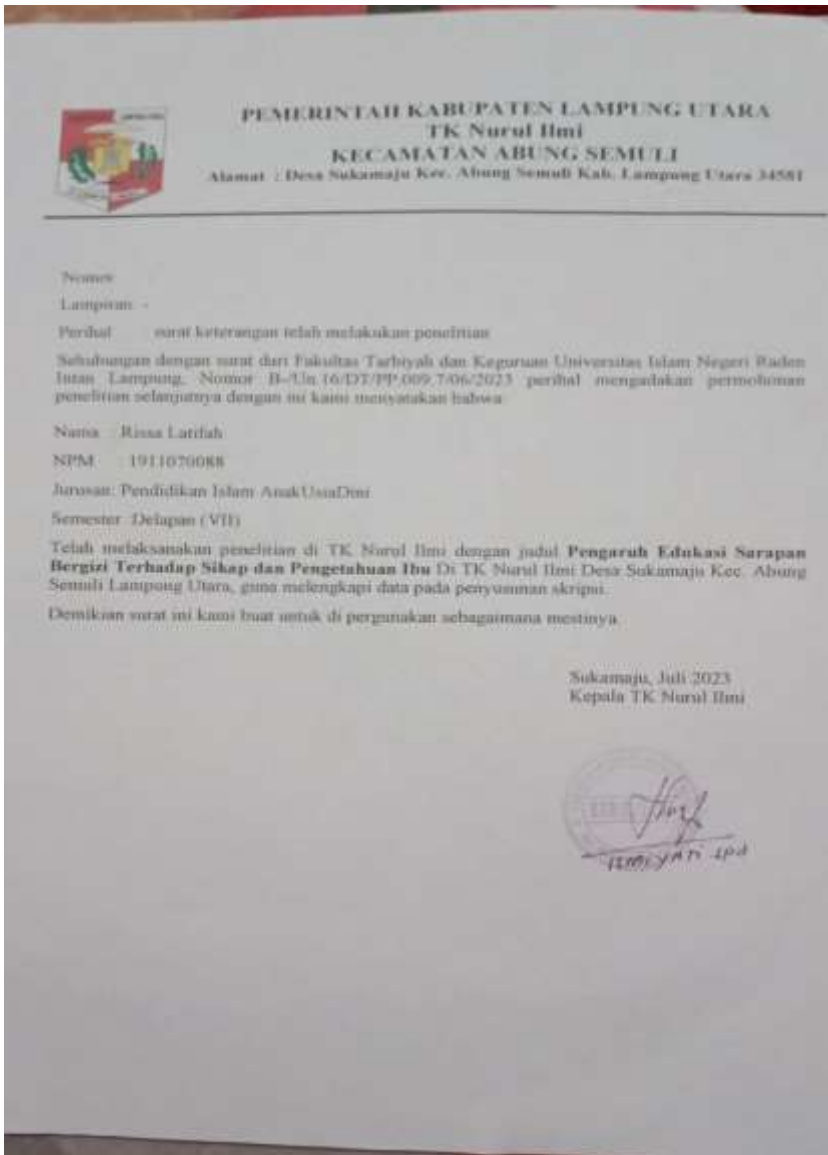 PEMERINTAH KABUPATEN LAMPUNG UTARA
TK Nurul Ilmi
KECAMATAN ABUNG SEMULI
Alamat : Desa Sukamaju Kec. Abung Semuli Kab. Lampung Utara 34581
Nomor
Lampiran -
Perihal surat keterangan telah melakukan penelitian
Sehubungan dengan surat dari Fakultas Tarbiyah dan Keguruan Universitas Islam Negeri Raden
Intan Lampung, Nomor B-/Un.16/DT/PP.009.7/06/2023 perihal mengadakan permohonan
penelitian selanjutnya dengan ini kami menyatakan bahwa
Nama : Rissa Latifah
NPM : 1911070088
Jurusan: Pendidikan Islam AnakUsiaDini
Semester :Delapan (VII)
Telah melaksanakan penelitian di TK Nurul Ilmi dengan judul Pengaruh Edukasi Sarapan
Bergizi Terhadap Sikap dan Pengetahuan Ibu Di TK Nurul Ilmi Desa Sukamaju Kec. Abung
Semuli Lampung Utara, guna melengkapi data pada penyusunan skripsi.
Demikian surat ini kami buat untuk di pergunakan sebagaimana mestinya.
Sukamaju, Juli 2023
Kepala TK Nurul Ilmi